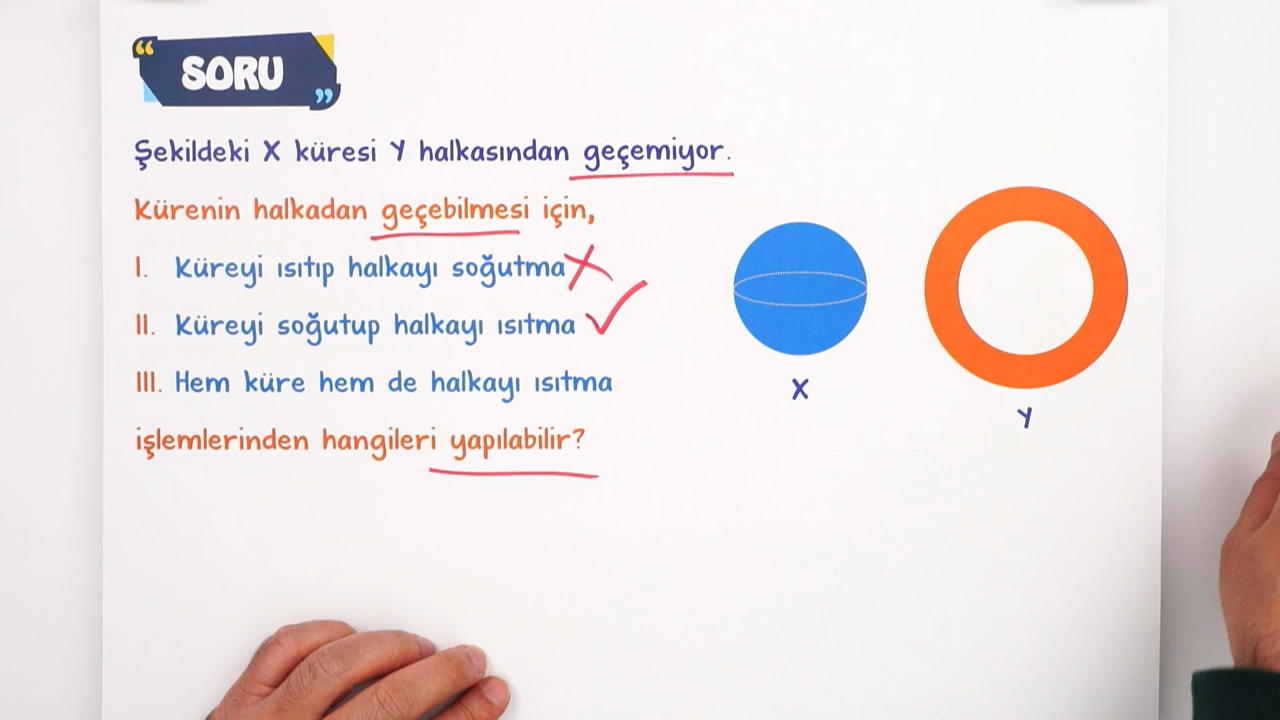 “ SORU ”
Şekildeki X küresi Y halkasından geçemiyor.
Kürenin halkadan geçebilmesi için,
I. Küreyi ısıtıp halkayı soğutma
II. Küreyi soğutup halkayı ısıtma
III. Hem küre hem de halkayı ısıtma
işlemlerinden hangileri yapılabilir?
X
Y